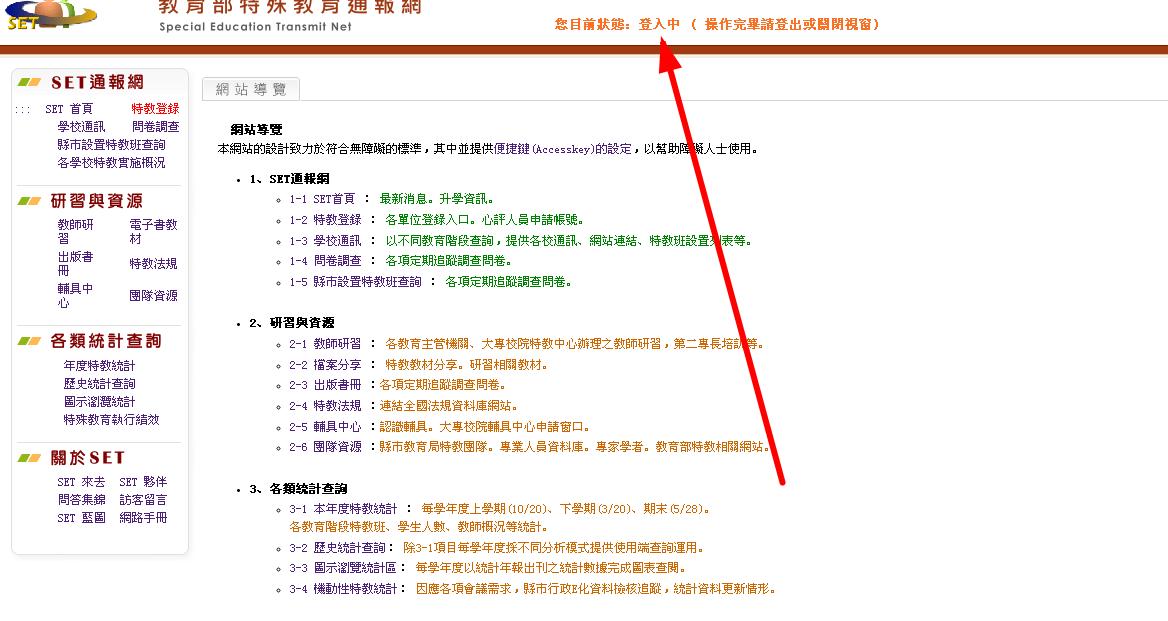 教育部特殊教育通報網
SET
Special Education Transmit Net
您目前狀態：登入中 （ 操作完畢請登出或關閉視窗）
SET通報網
::: SET 首頁 特教登錄
學校通訊 問卷調查
縣市設置特教班查詢
各學校特教實施概況
研習與資源
教師研習 電子書教材
出版書冊 特教法規
輔具中心 團隊資源
各類統計查詢
年度特教統計
歷史統計查詢
圖示瀏覽統計
特殊教育執行績效
關於SET
SET 來去 SET 夥伴
問答集錦 訪客留言
SET 藍圖 網路手冊
網站導覽
網站導覽
本網站的設計致力於符合無障礙的標準，其中並提供便捷鍵(Accesskey)的設定，以幫助障礙人士使用。
1、SET通報網
1-1 SET首頁 ： 最新消息。升學資訊。
1-2 特教登錄 ： 各單位登錄入口。心評人員申請帳號。
1-3 學校通訊 ： 以不同教育階段查詢，提供各校通訊、網站連結、特教班設置列表等。
1-4 問卷調查 ： 各項定期追蹤調查問卷。
1-5 縣市設置特教班查詢 ： 各項定期追蹤調查問卷。
2、研習與資源
2-1 教師研習 ： 各教育主管機關、大專校院特教中心辦理之教師研習，第二專長培訓等。
2-2 檔案分享 ： 特教教材分享。研習相關教材。
2-3 出版書冊 ：各項定期追蹤調查問卷。
2-4 特教法規 ：連結全國法規資料庫網站。
2-5 輔具中心 ：認識輔具。大專校院輔具中心申請窗口。
2-6 團隊資源 ：縣市教育局特教團隊。專業人員資料庫。專家學者。教育部特教相關網站。
3、各類統計查詢
3-1 本年度特教統計 ： 每學年度上學期(10/20)、下學期(3/20)、期末(5/28)。
各教育階段特教班、學生人數、教師概況等統計。
3-2 歷史統計查詢： 除3-1項目每學年度採不同分析模式提供使用端查詢運用。
3-3 圖示瀏覽統計區： 每學年度以統計年報出刊之統計數據完成圖表查閱。
3-4 機動性特教統計： 因應各項會議需求，縣市行政E化資料檢核追蹤，統計資料更新情形。